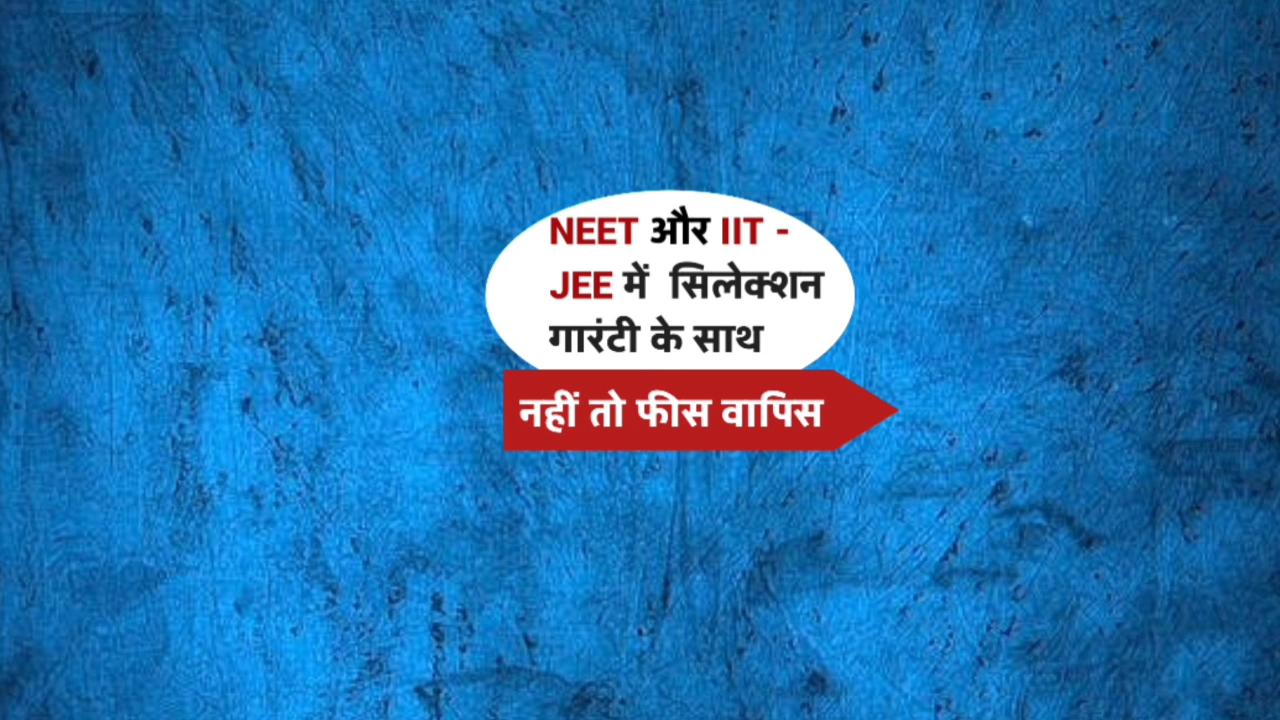 NEET और IIT -
JEE में सिलेक्शन
गारंटी के साथ
नहीं तो फीस वापिस